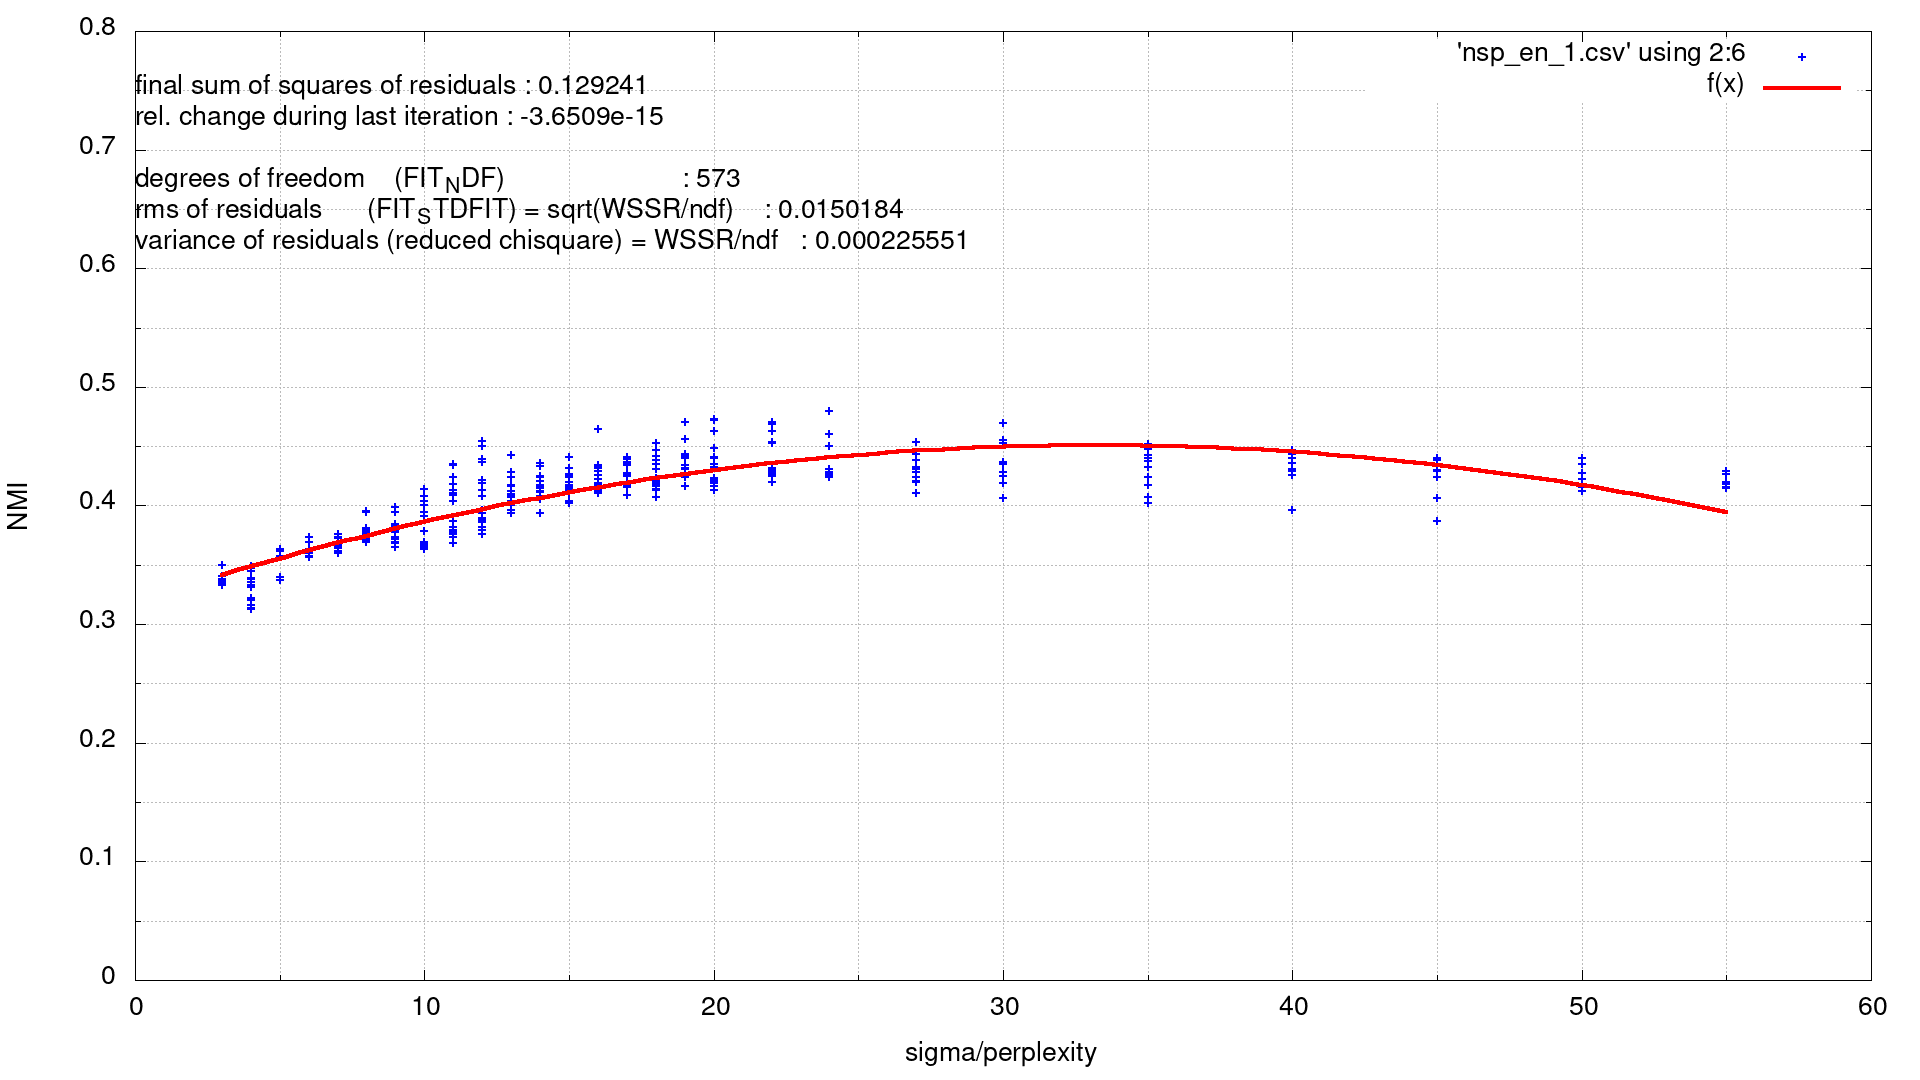 0.8
'nsp_en_1.csv' using 2:6
f(x)
final sum of squares of residuals : 0.129241
rel. change during last iteration : -3.6509e-15
0.7
degrees of freedom (FIT_NDF) : 573
rms of residuals (FIT_STDFIT) = sqrt(WSSR/ndf) : 0.0150184
variance of residuals (reduced chisquare) = WSSR/ndf : 0.000225551
0.6
0.5
0.4
NMI
0.3
0.2
0.1
0
0 10 20 30 40 50 60
sigma/perplexity